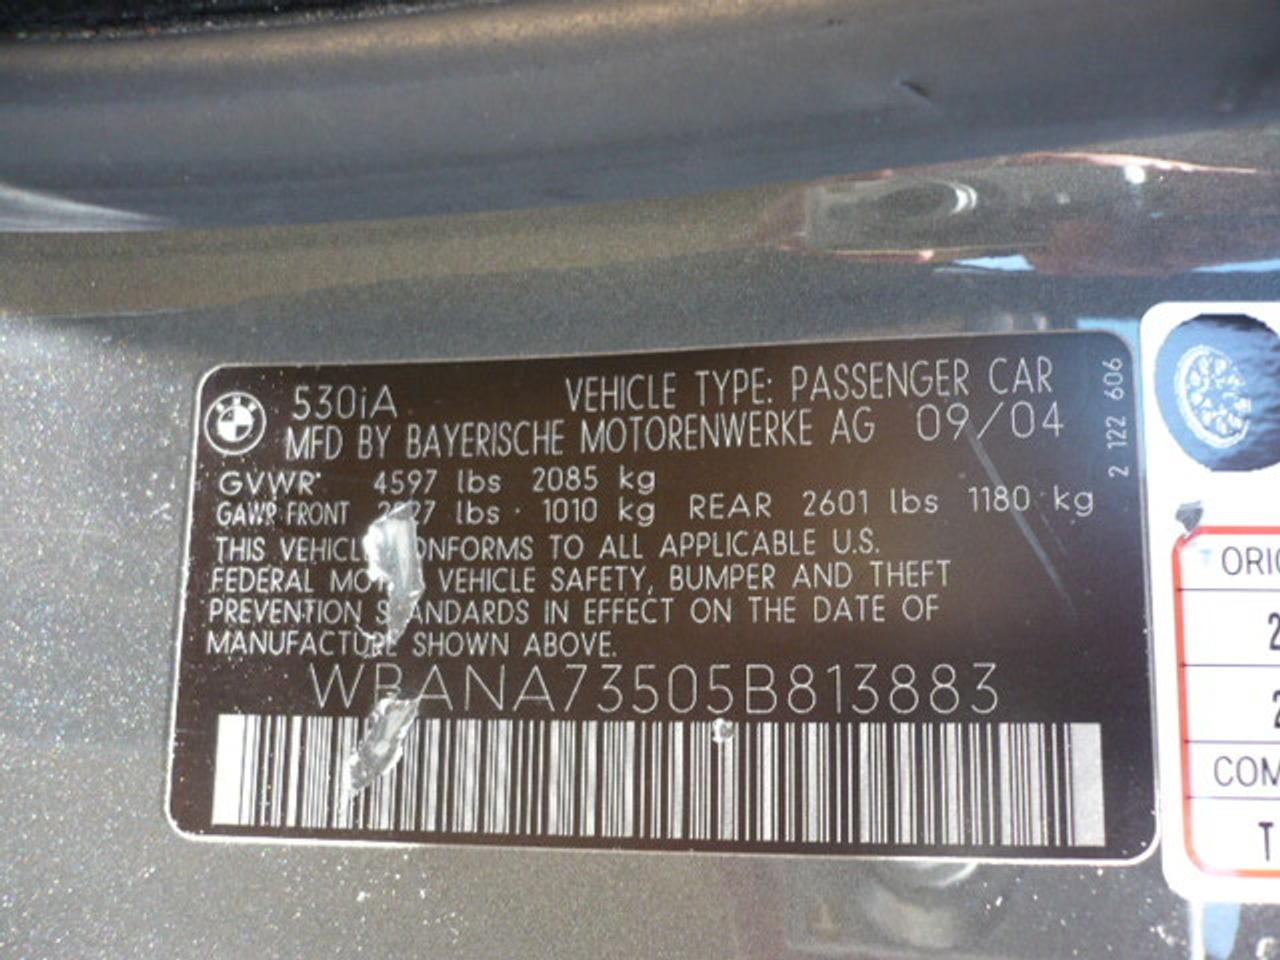 530iA VEHICLE TYPE: PASSENGER CAR
MFD BY BAYERISCHE MOTORENWERKE AG 09/04
GVWR 4597 lbs 2085 kg
GAWR FRONT lbs 1010 kg REAR 2601 lbs 1180 kg
THIS VEHICLE CONFORMS TO ALL APPLICABLE U.S.
FEDERAL MOTOR VEHICLE SAFETY, BUMPER AND THEFT
PREVENTION STANDARDS IN EFFECT ON THE DATE OF
MANUFACTURE SHOWN ABOVE.
WBANA73505B813883
2 122 606
ORIG
2
2
COM
T